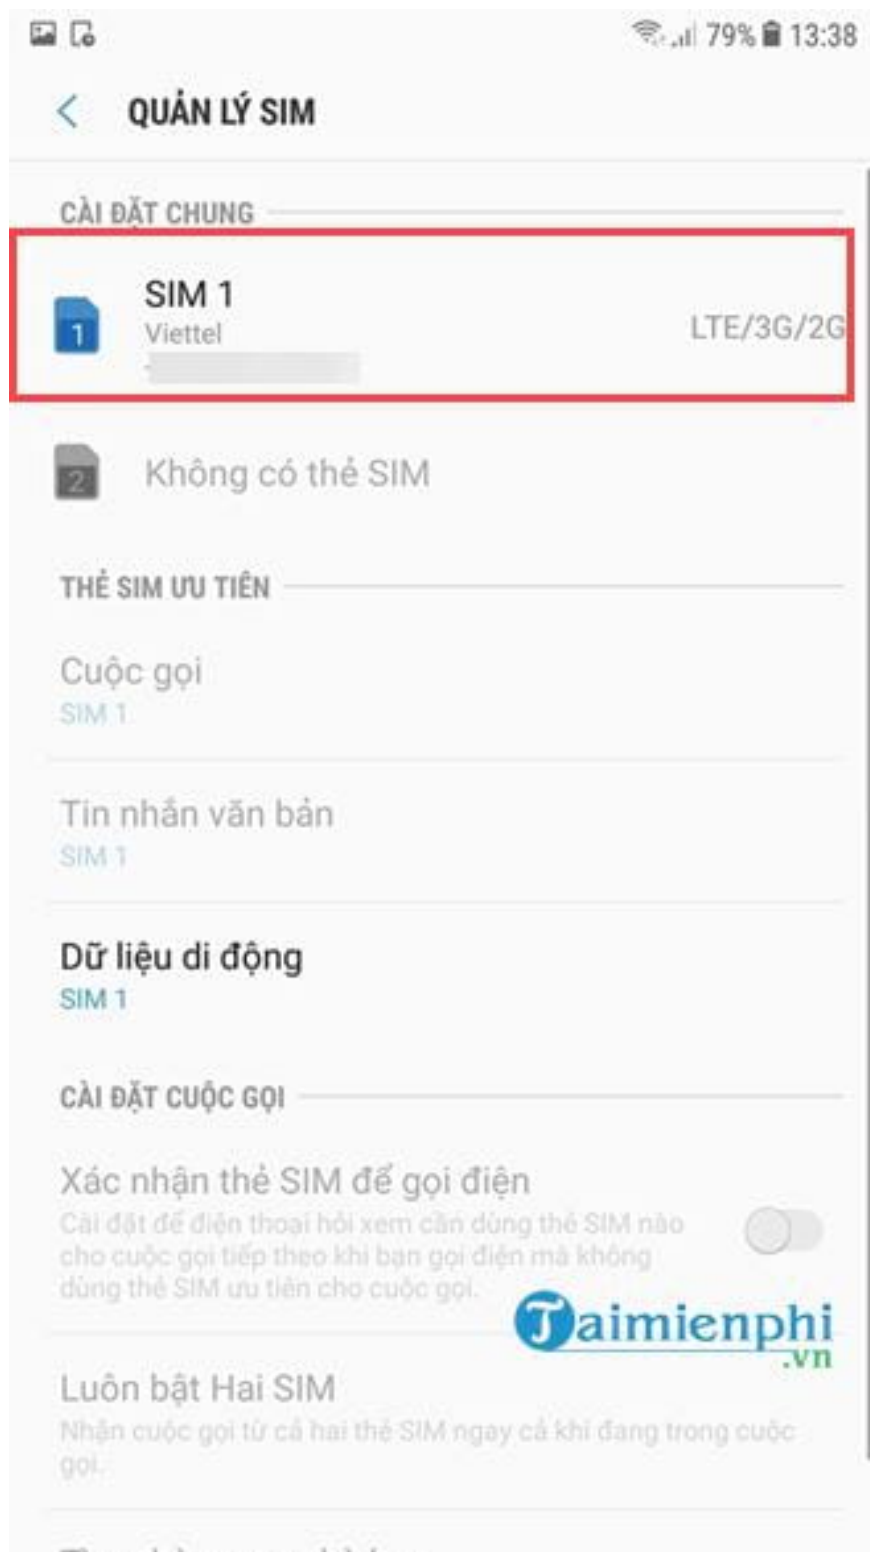 79% 13:38
QUẢN LÝ SIM
CÀI ĐẶT CHUNG
SIM 1
1
Viettel
LTE/3G/2G
2
Không có thẻ SIM
THẺ SIM ƯU TIÊN
Cuộc gọi
SIM 1
Tin nhắn văn bản
SIM 1
Dữ liệu di động
SIM 1
CÀI ĐẶT CUỘC GỌI
Xác nhận thẻ SIM để gọi điện
Cài đặt để điện thoại hỏi xem cần dùng thẻ SIM nào
cho cuộc gọi tiếp theo khi bạn gọi điện mà không
dùng thẻ SIM ưu tiên cho cuộc gọi.
Taimienphi
.vn
Luôn bật Hai SIM
Nhận cuộc gọi từ cả hai thẻ SIM ngay cả khi đang trong cuộc
gọi.